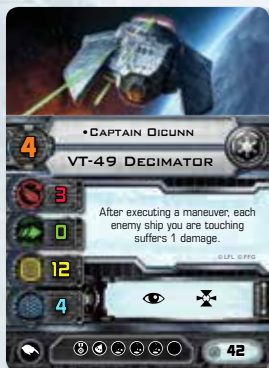 •CAPTAIN OICUNN
4
VT-49 DECIMATOR
3
After executing a maneuver, each
enemy ship you are touching
suffers 1 damage.
0
©LFL ©FFG
12
4
42